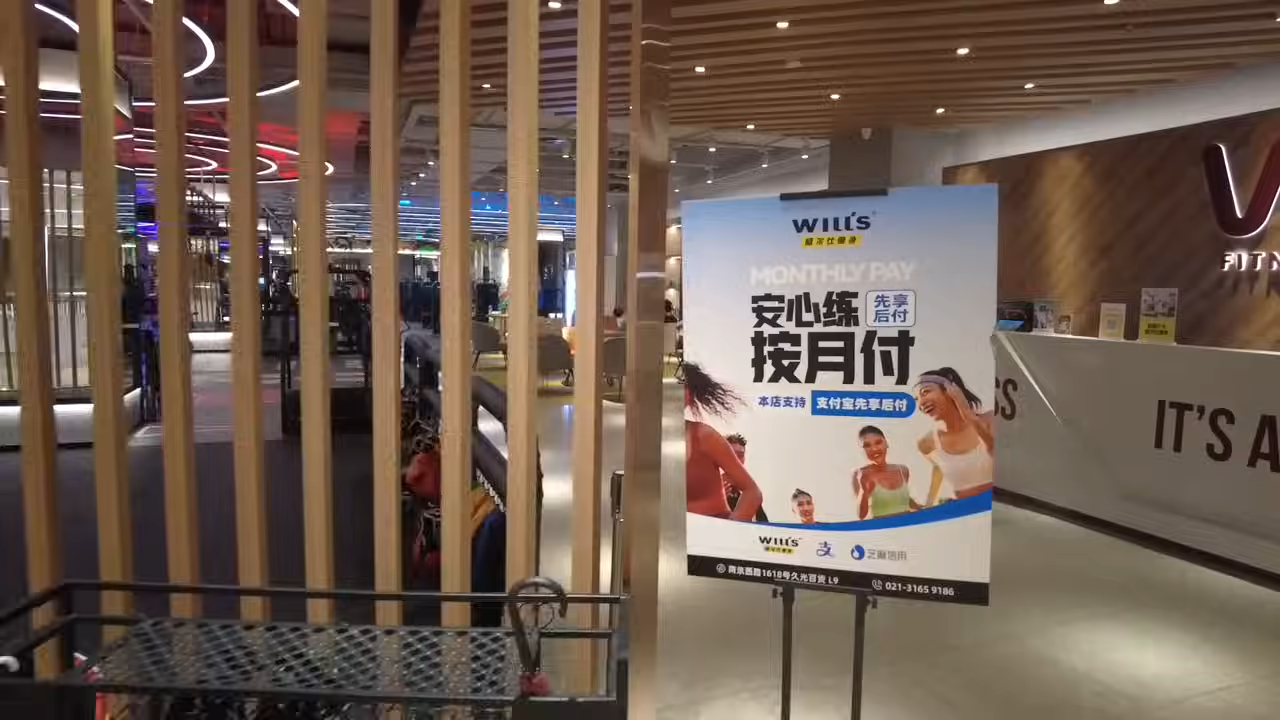 WILL'S
威尔仕健身
MONTHLY PAY
安心练
先享
后付
按月付
本店支持 支付宝先享后付
WILL'S
威尔仕健身
支
芝麻信用
南京西路1618号久光百货 L9
021-3165 9186
FITN
SS
IT'S A